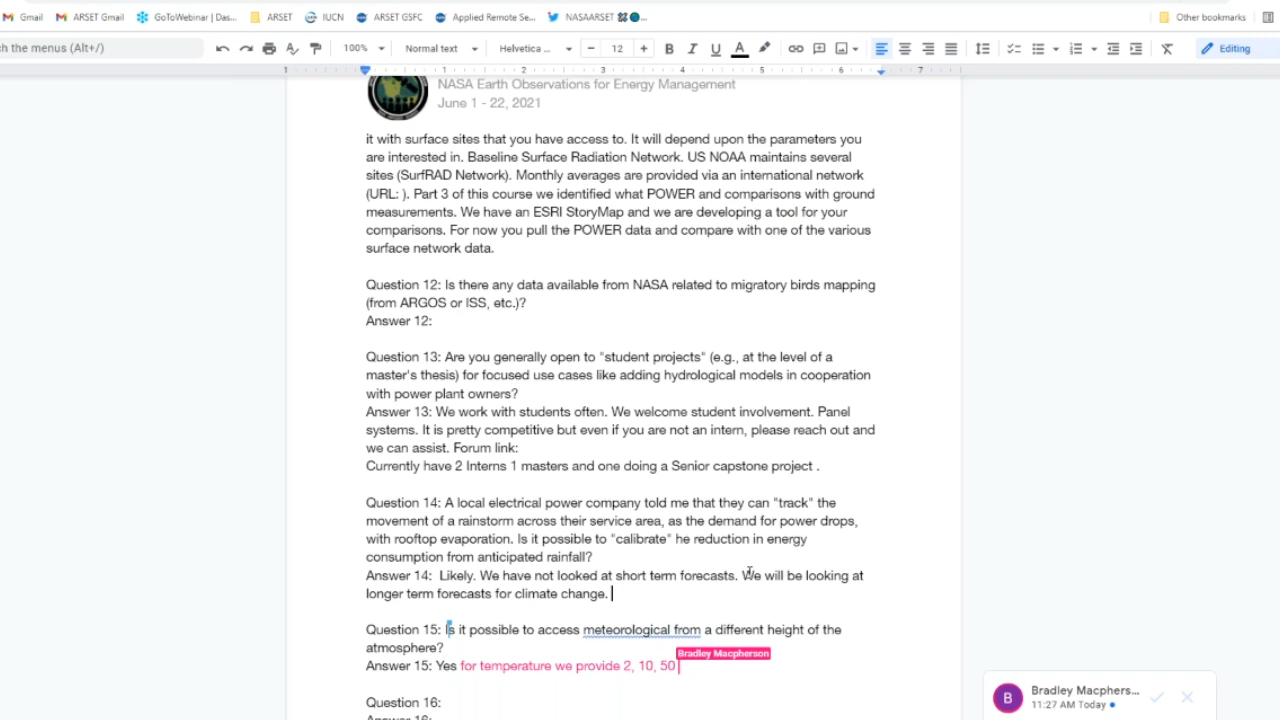 Gmail ARSET Gmail GoToWebinar | Das... ARSET IUCN ARSET GSFC Applied Remote Se... NASAARSET Other bookmarks
ch the menus (Alt+/) 100% Normal text Helvetica ... 12 B I U A Editing
1 1 2 3 4 5 6 7
NASA Earth Observations for Energy Management
June 1 - 22, 2021
it with surface sites that you have access to. It will depend upon the parameters you
are interested in. Baseline Surface Radiation Network. US NOAA maintains several
sites (SurfRAD Network). Monthly averages are provided via an international network
(URL: ). Part 3 of this course we identified what POWER and comparisons with ground
measurements. We have an ESRI StoryMap and we are developing a tool for your
comparisons. For now you pull the POWER data and compare with one of the various
surface network data.
Question 12: Is there any data available from NASA related to migratory birds mapping
(from ARGOS or ISS, etc.)?
Answer 12:
Question 13: Are you generally open to "student projects" (e.g., at the level of a
master's thesis) for focused use cases like adding hydrological models in cooperation
with power plant owners?
Answer 13: We work with students often. We welcome student involvement. Panel
systems. It is pretty competitive but even if you are not an intern, please reach out and
we can assist. Forum link:
Currently have 2 Interns 1 masters and one doing a Senior capstone project .
Question 14: A local electrical power company told me that they can "track" the
movement of a rainstorm across their service area, as the demand for power drops,
with rooftop evaporation. Is it possible to "calibrate" he reduction in energy
consumption from anticipated rainfall?
Answer 14: Likely. We have not looked at short term forecasts. We will be looking at
longer term forecasts for climate change.
Question 15: Is it possible to access meteorological from a different height of the
atmosphere?
Bradley Macpherson
Answer 15: Yes for temperature we provide 2, 10, 50
Question 16:
Answer 16:
B Bradley Macphers...
11:27 AM Today